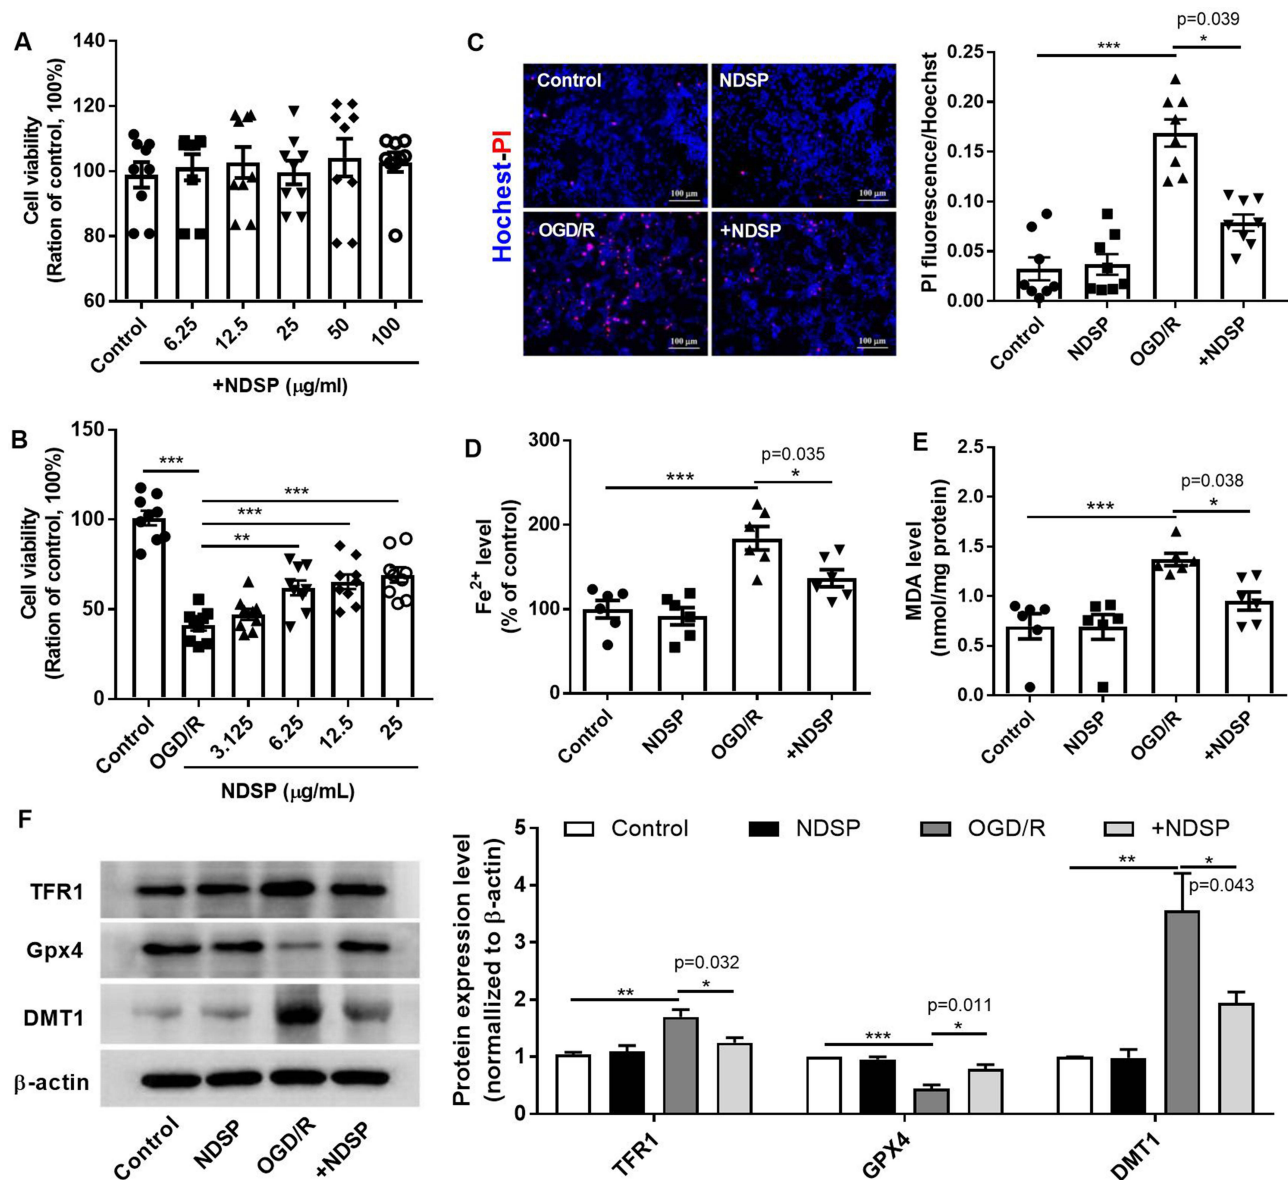 A
Cell viability
(Ration of control, 100%)
140
120
100
80
60
Control
6.25
12.5
25
50
100
+NDSP (μg/ml)
C
Hochest-PI
Control
NDSP
OGD/R
+NDSP
100 μm
100 μm
100 μm
100 μm
PI fluorescence/Hoechst
0.25
0.20
0.15
0.10
0.05
0.00
p=0.039
***
*
Control
NDSP
OGD/R
+NDSP
B
Cell viability
(Ration of control, 100%)
150
100
50
0
***
***
***
**
Control
OGD/R
3.125
6.25
12.5
25
NDSP (μg/mL)
D
Fe²⁺ level
(% of control)
300
200
100
0
p=0.035
***
*
Control
NDSP
OGD/R
+NDSP
E
MDA level
(nmol/mg protein)
2.5
2.0
1.5
1.0
0.5
0.0
p=0.038
***
*
Control
NDSP
OGD/R
+NDSP
F
TFR1
Gpx4
DMT1
β-actin
Control
NDSP
OGD/R
+NDSP
Protein expression level
(normallized to β-actin)
5
4
3
2
1
0
Control
NDSP
OGD/R
+NDSP
p=0.032
**
*
p=0.011
***
*
**
*
p=0.043
TFR1
GPX4
DMT1